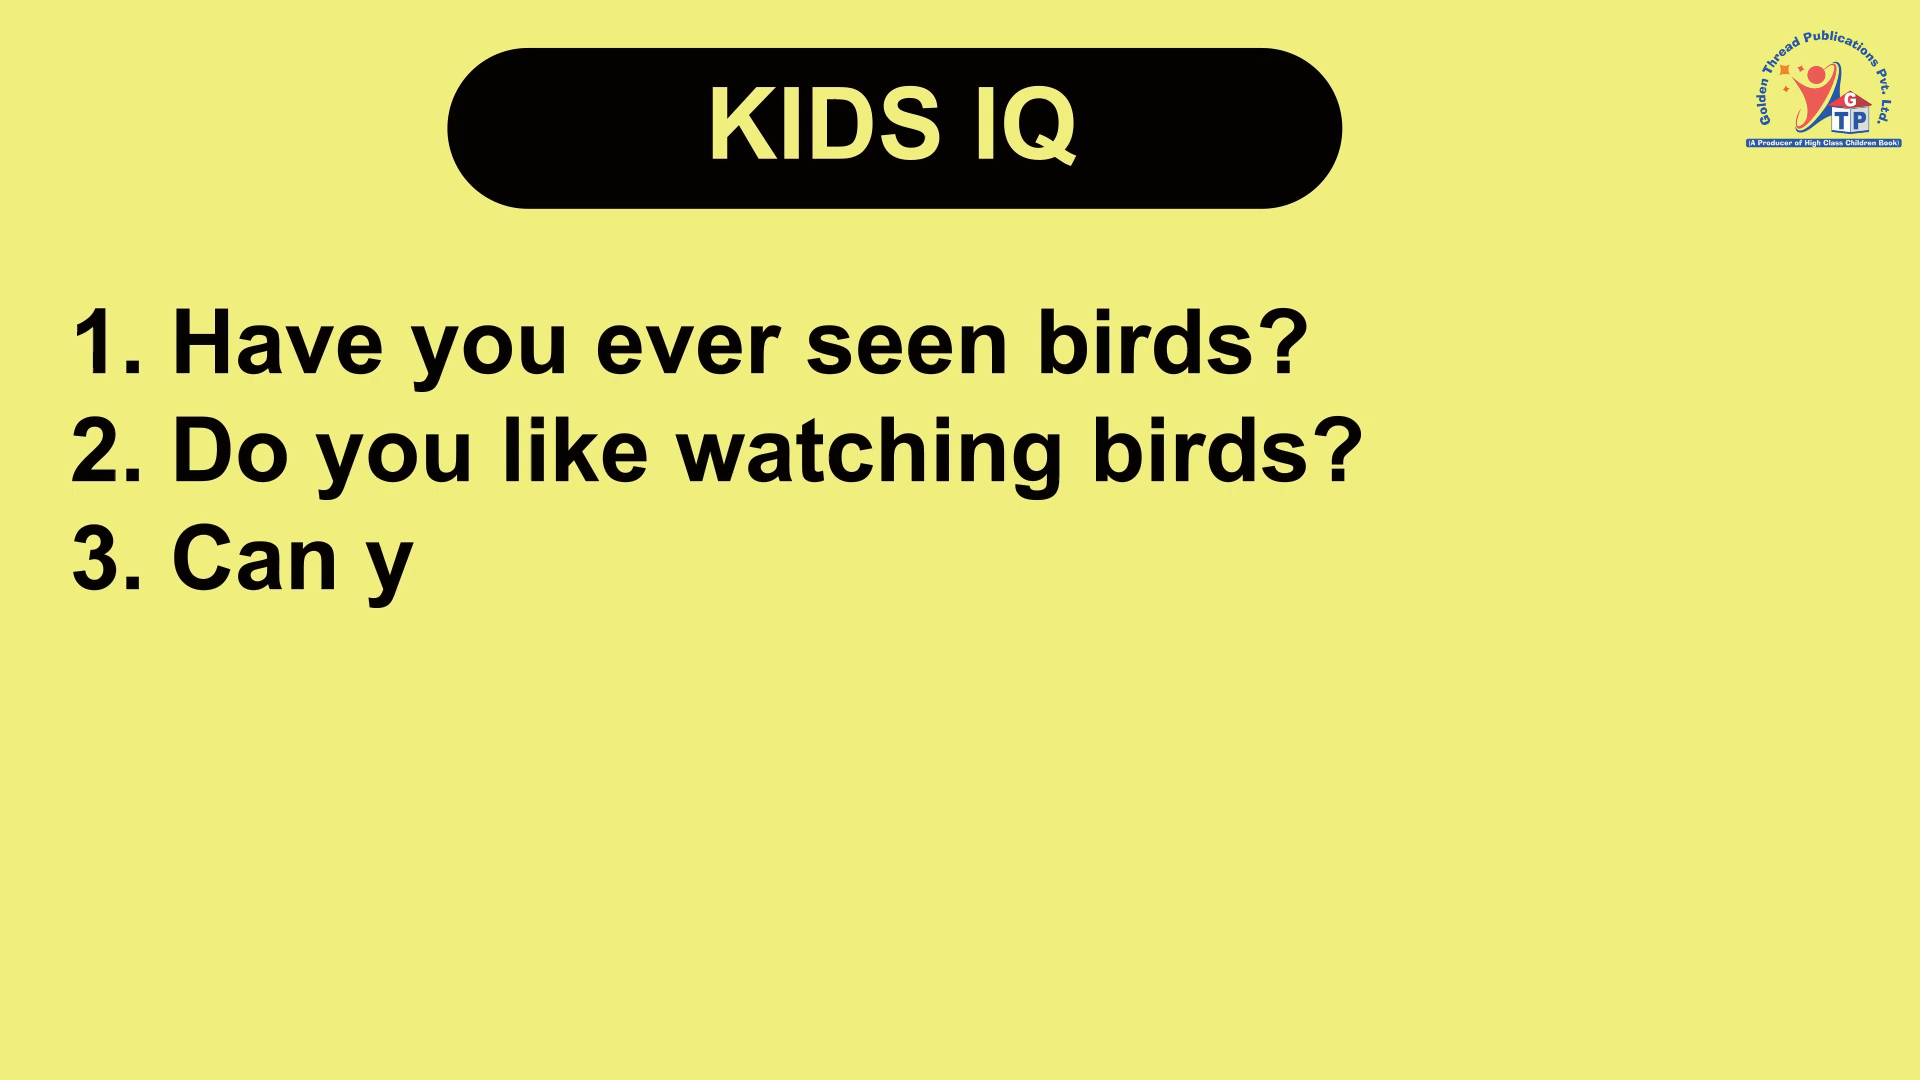 KIDS IQ
Golden Thread Publications Pvt. Ltd.
G
TP
(A Producer of High Class Children Book)
1. Have you ever seen birds?
2. Do you like watching birds?
3. Can y